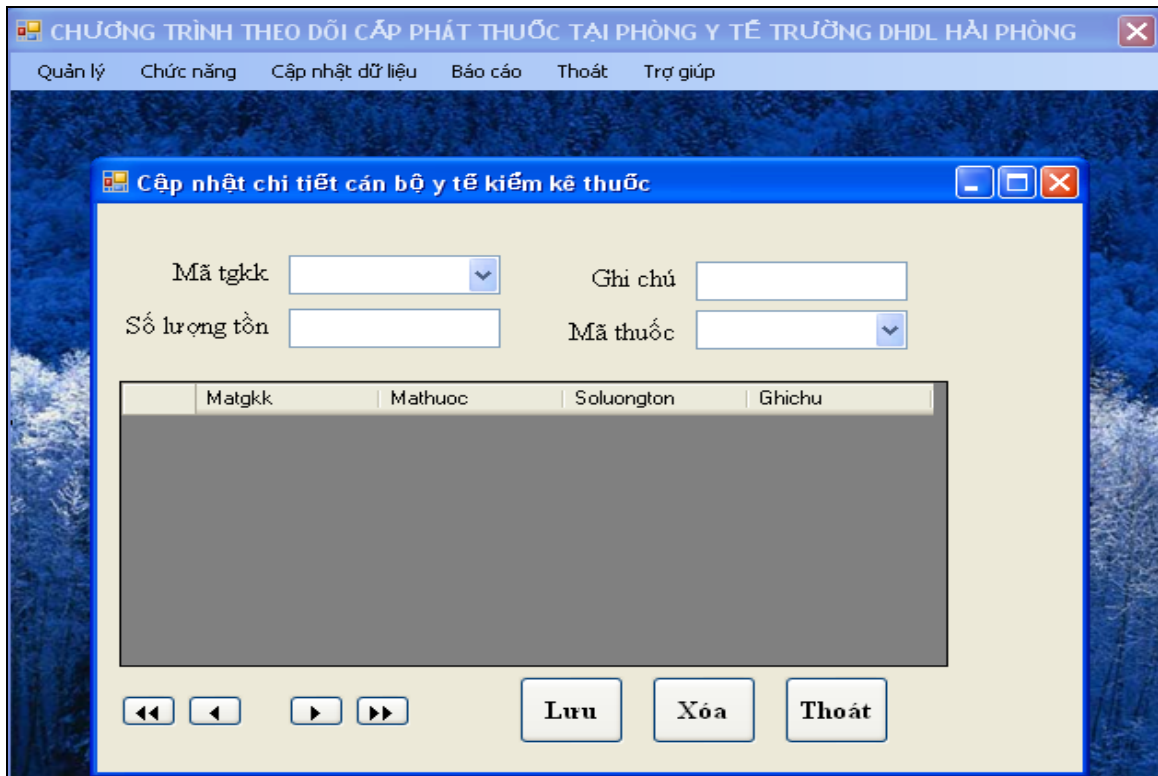 CHƯƠNG TRÌNH THEO DÕI CẤP PHÁT THUỐC TẠI PHÒNG Y TẾ TRƯỜNG DHDL HẢI PHÒNG
Quản lý Chức năng Cập nhật dữ liệu Báo cáo Thoát Trợ giúp
Cập nhật chi tiết cán bộ y tế kiểm kê thuốc
Mã tgkk Ghi chú
Số lượng tồn Mã thuốc
Matgkk Mathuoc Soluongton Ghichu
Lưu Xóa Thoát